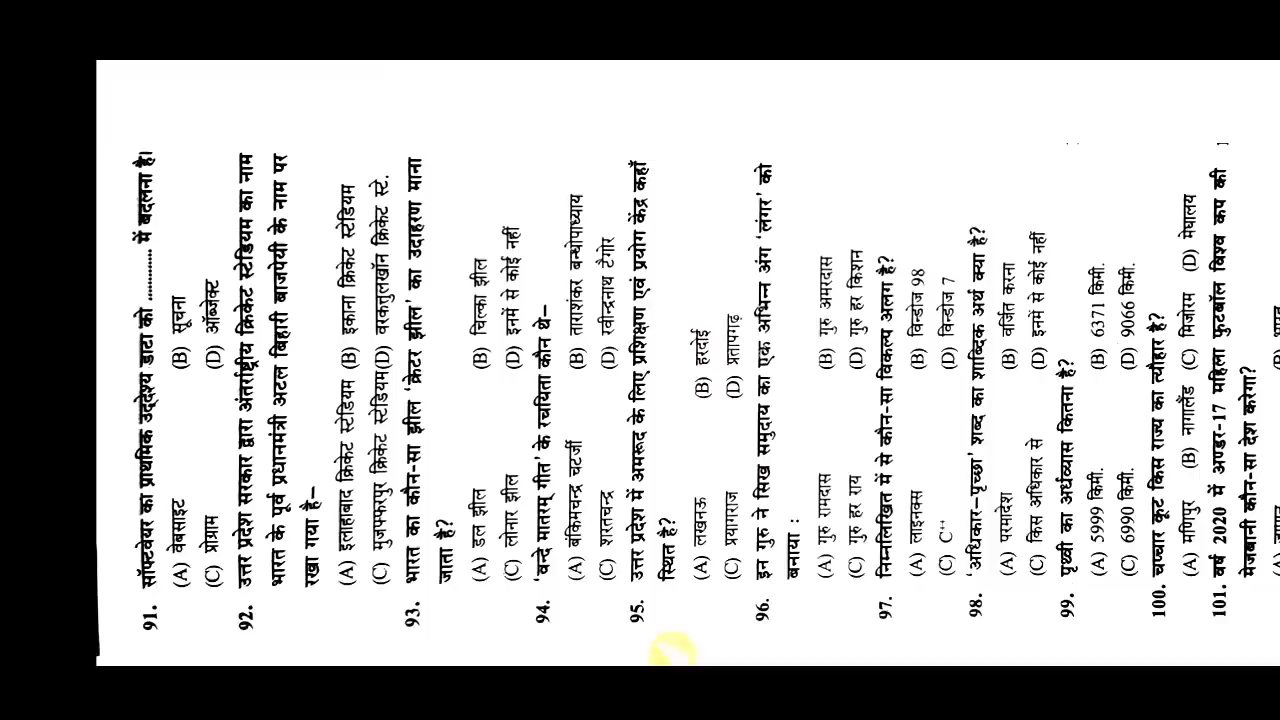 91. सॉफ्टवेयर का प्राथमिक उद्देश्य डाटा को ............ में बदलना है।
(A) वेबसाइट (B) सूचना
(C) प्रोग्राम (D) ऑब्जेक्ट
92. उत्तर प्रदेश सरकार द्वारा अंतर्राष्ट्रीय क्रिकेट स्टेडियम का नाम
भारत के पूर्व प्रधानमंत्री अटल बिहारी बाजपेयी के नाम पर
रखा गया है–
(A) इलाहाबाद क्रिकेट स्टेडियम (B) इकाना क्रिकेट स्टेडियम
(C) मुजफ्फरपुर क्रिकेट स्टेडियम(D) वरकतुलखॉन क्रिकेट स्टे.
93. भारत का कौन-सा झील 'क्रेटर झील' का उदाहरण माना
जाता है?
(A) डल झील (B) चिल्का झील
(C) लोनार झील (D) इनमें से कोई नहीं
94. 'वन्दे मातरम् गीत' के रचयिता कौन थे–
(A) बंकिमचन्द्र चटर्जी (B) ताराशंकर बन्धोपाध्याय
(C) शरतचन्द्र (D) रवीन्द्रनाथ टैगोर
95. उत्तर प्रदेश में अमरूद के लिए प्रशिक्षण एवं प्रयोग केंद्र कहाँ
स्थित है?
(A) लखनऊ (B) हरदोई
(C) प्रयागराज (D) प्रतापगढ़
96. इन गुरु ने सिख समुदाय का एक अभिन्न अंग 'लंगर' को
बनाया :
(A) गुरु रामदास (B) गुरु अमरदास
(C) गुरु हर राय (D) गुरु हर किशन
97. निम्नलिखित में से कौन-सा विकल्प अलग है?
(A) लाइनक्स (B) विन्डोज 98
(C) C++ (D) विन्डोज 7
98. 'अधिकार–पृच्छा' शब्द का शाब्दिक अर्थ क्या है?
(A) परमादेश (B) वर्जित करना
(C) किस अधिकार से (D) इनमें से कोई नहीं
99. पृथ्वी का अर्धव्यास कितना है?
(A) 5999 किमी. (B) 6371 किमी.
(C) 6990 किमी. (D) 9066 किमी.
100. चप्चार कूट किस राज्य का त्यौहार है?
(A) मणिपुर (B) नागालैंड (C) मिजोरम (D) मेघालय
101. वर्ष 2020 में अण्डर-17 महिला फुटबॉल विश्व कप की
मेजबानी कौन-सा देश करेगा?